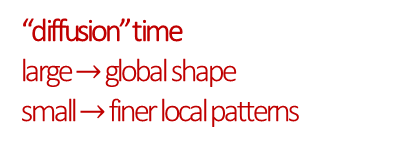 “diffusion” time
large → global shape
small → finer local patterns